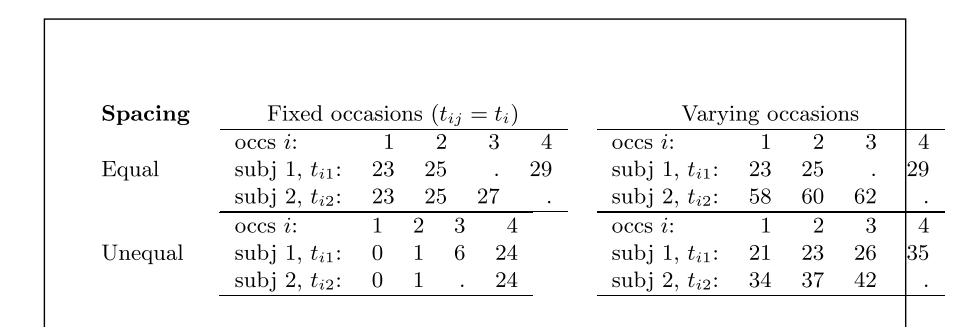 Spacing Fixed occasions (t_{ij} = t_i) Varying occasions
occs i: 1 2 3 4 occs i: 1 2 3 4
Equal subj 1, t_{i1}: 23 25 . 29 subj 1, t_{i1}: 23 25 . 29
subj 2, t_{i2}: 23 25 27 . subj 2, t_{i2}: 58 60 62 .
occs i: 1 2 3 4 occs i: 1 2 3 4
Unequal subj 1, t_{i1}: 0 1 6 24 subj 1, t_{i1}: 21 23 26 35
subj 2, t_{i2}: 0 1 . 24 subj 2, t_{i2}: 34 37 42 .